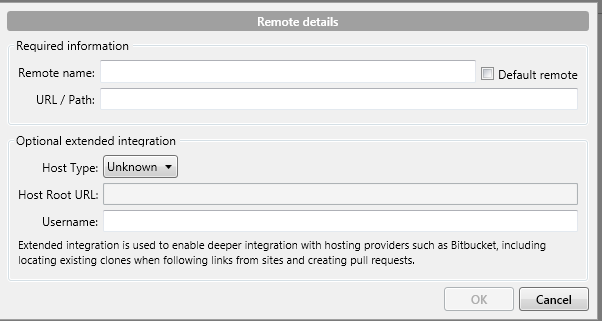 Remote details
Required information
Remote name:
Default remote
URL / Path:
Optional extended integration
Host Type: Unknown
Host Root URL:
Username:
Extended integration is used to enable deeper integration with hosting providers such as Bitbucket, including
locating existing clones when following links from sites and creating pull requests.
OK Cancel